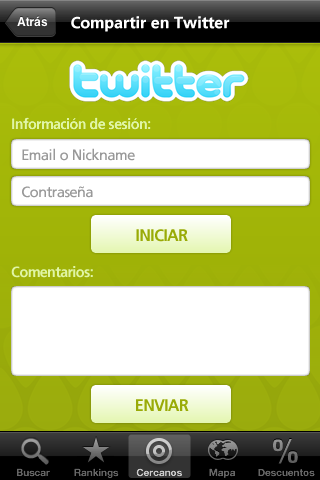 Atrás
Compartir en Twitter
twitter
Información de sesión:
Email o Nickname
Contraseña
INICIAR
Comentarios:
ENVIAR
Buscar
Rankings
Cercanos
Mapa
Descuentos